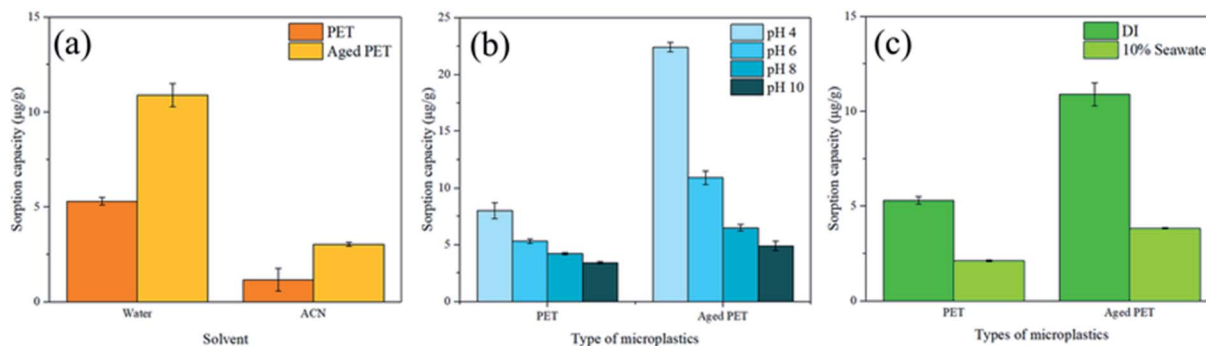 (a)
PET
Aged PET
Sorption capacity (µg/g)
15
10
5
0
Water
ACN
Solvent
(b)
pH 4
pH 6
pH 8
pH 10
Sorption capacity (µg/g)
25
20
15
10
5
0
PET
Aged PET
Type of microplastics
(c)
DI
10% Seawater
Sorption capacity (µg/g)
15
10
5
0
PET
Aged PET
Types of microplastics